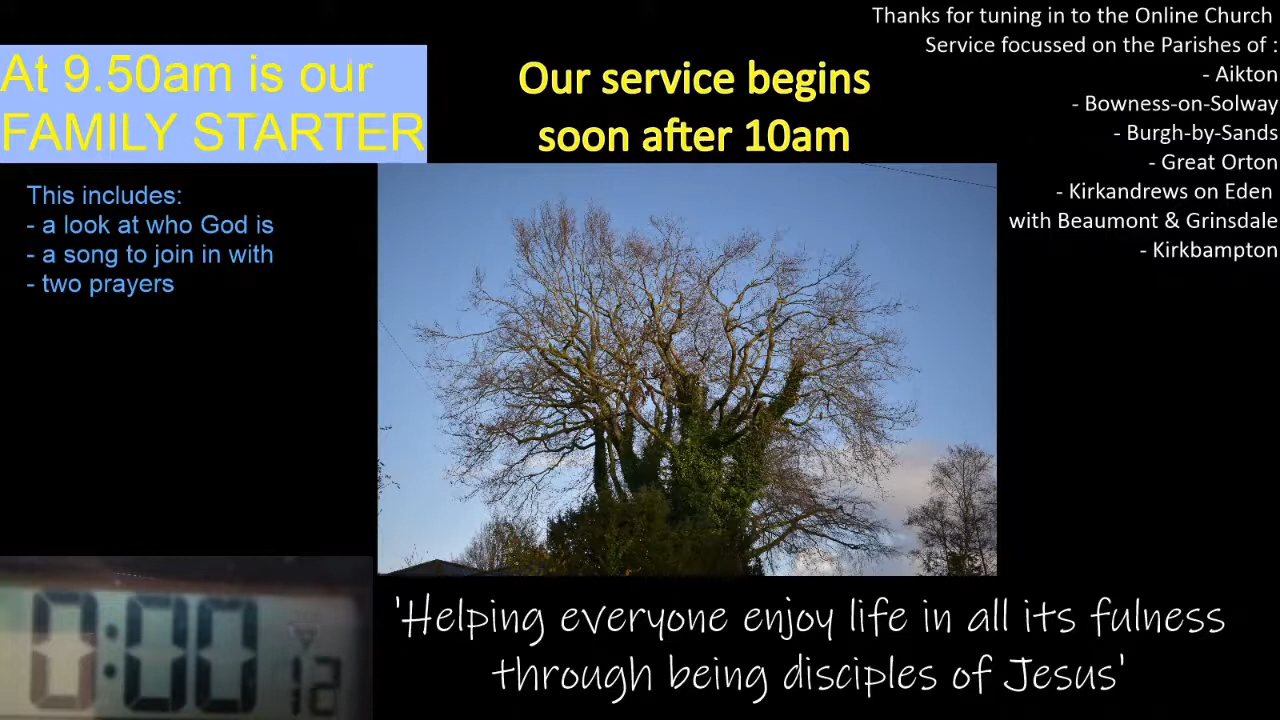 Thanks for tuning in to the Online Church
Service focussed on the Parishes of :
- Aikton
- Bowness-on-Solway
- Burgh-by-Sands
- Great Orton
- Kirkandrews on Eden
with Beaumont & Grinsdale
- Kirkbampton
At 9.50am is our
FAMILY STARTER
Our service begins
soon after 10am
This includes:
- a look at who God is
- a song to join in with
- two prayers
0:00
12
'Helping everyone enjoy life in all its fulness
through being disciples of Jesus'